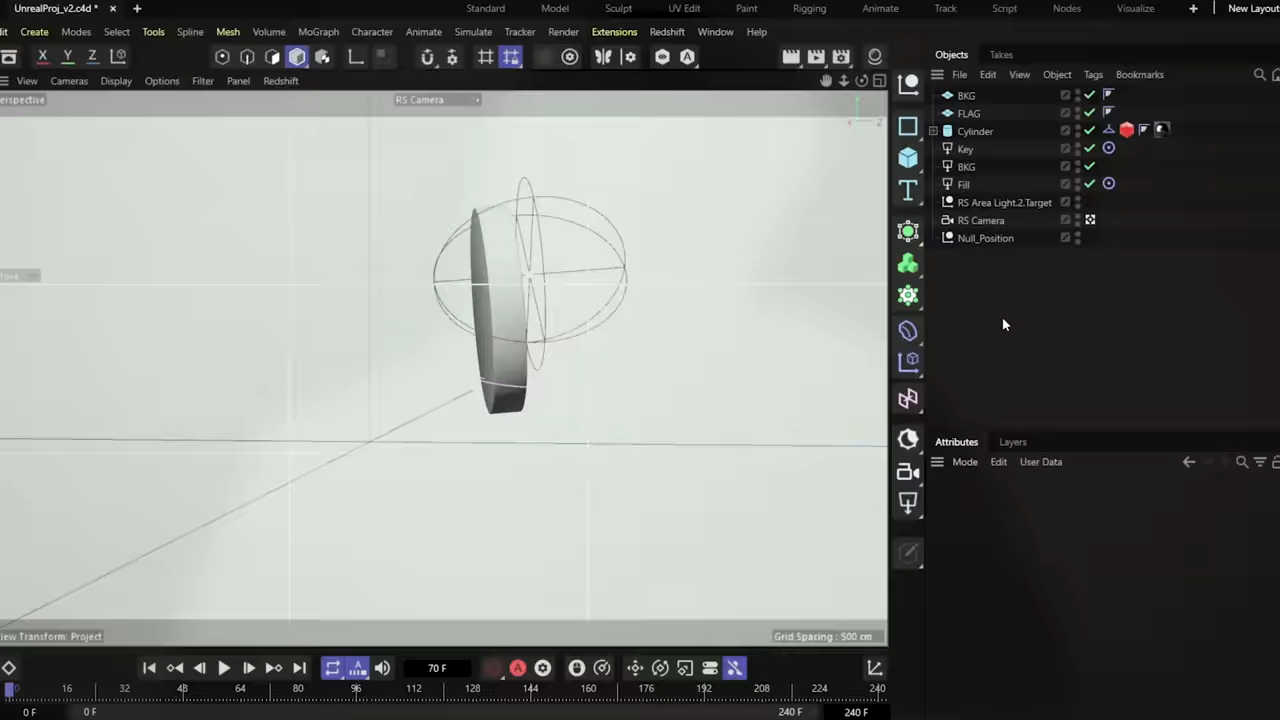 UnrealProj_v2.c4d *
Standard Model Sculpt UV Edit Paint Rigging Animate Track Script Nodes Visualize New Layout
Create Modes Select Tools Spline Mesh Volume MoGraph Character Animate Simulate Tracker Render Extensions Redshift Window Help
X Y Z
View Cameras Display Options Filter Panel Redshift
erspective
RS Camera
Objects Takes
File Edit View Object Tags Bookmarks
BKG
FLAG
Cylinder
Key
BKG
Fill
RS Area Light.2.Target
RS Camera
Null_Position
Attributes Layers
Mode Edit User Data
iew Transform: Project
Grid Spacing : 500 cm
70 F
0 16 32 48 64 80 96 112 128 144 160 176 192 208 224 240
0 F 0 F 240 F 240 F